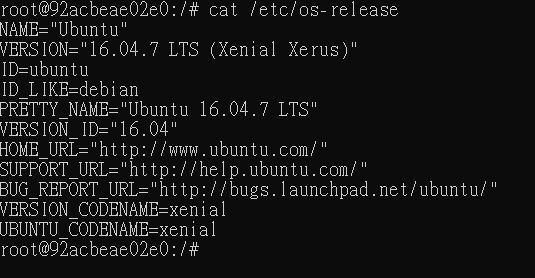 root@92acbeae02e0:/# cat /etc/os-release
NAME="Ubuntu"
VERSION="16.04.7 LTS (Xenial Xerus)"
ID=ubuntu
ID_LIKE=debian
PRETTY_NAME="Ubuntu 16.04.7 LTS"
VERSION_ID="16.04"
HOME_URL="http://www.ubuntu.com/"
SUPPORT_URL="http://help.ubuntu.com/"
BUG_REPORT_URL="http://bugs.launchpad.net/ubuntu/"
VERSION_CODENAME=xenial
UBUNTU_CODENAME=xenial
root@92acbeae02e0:/#